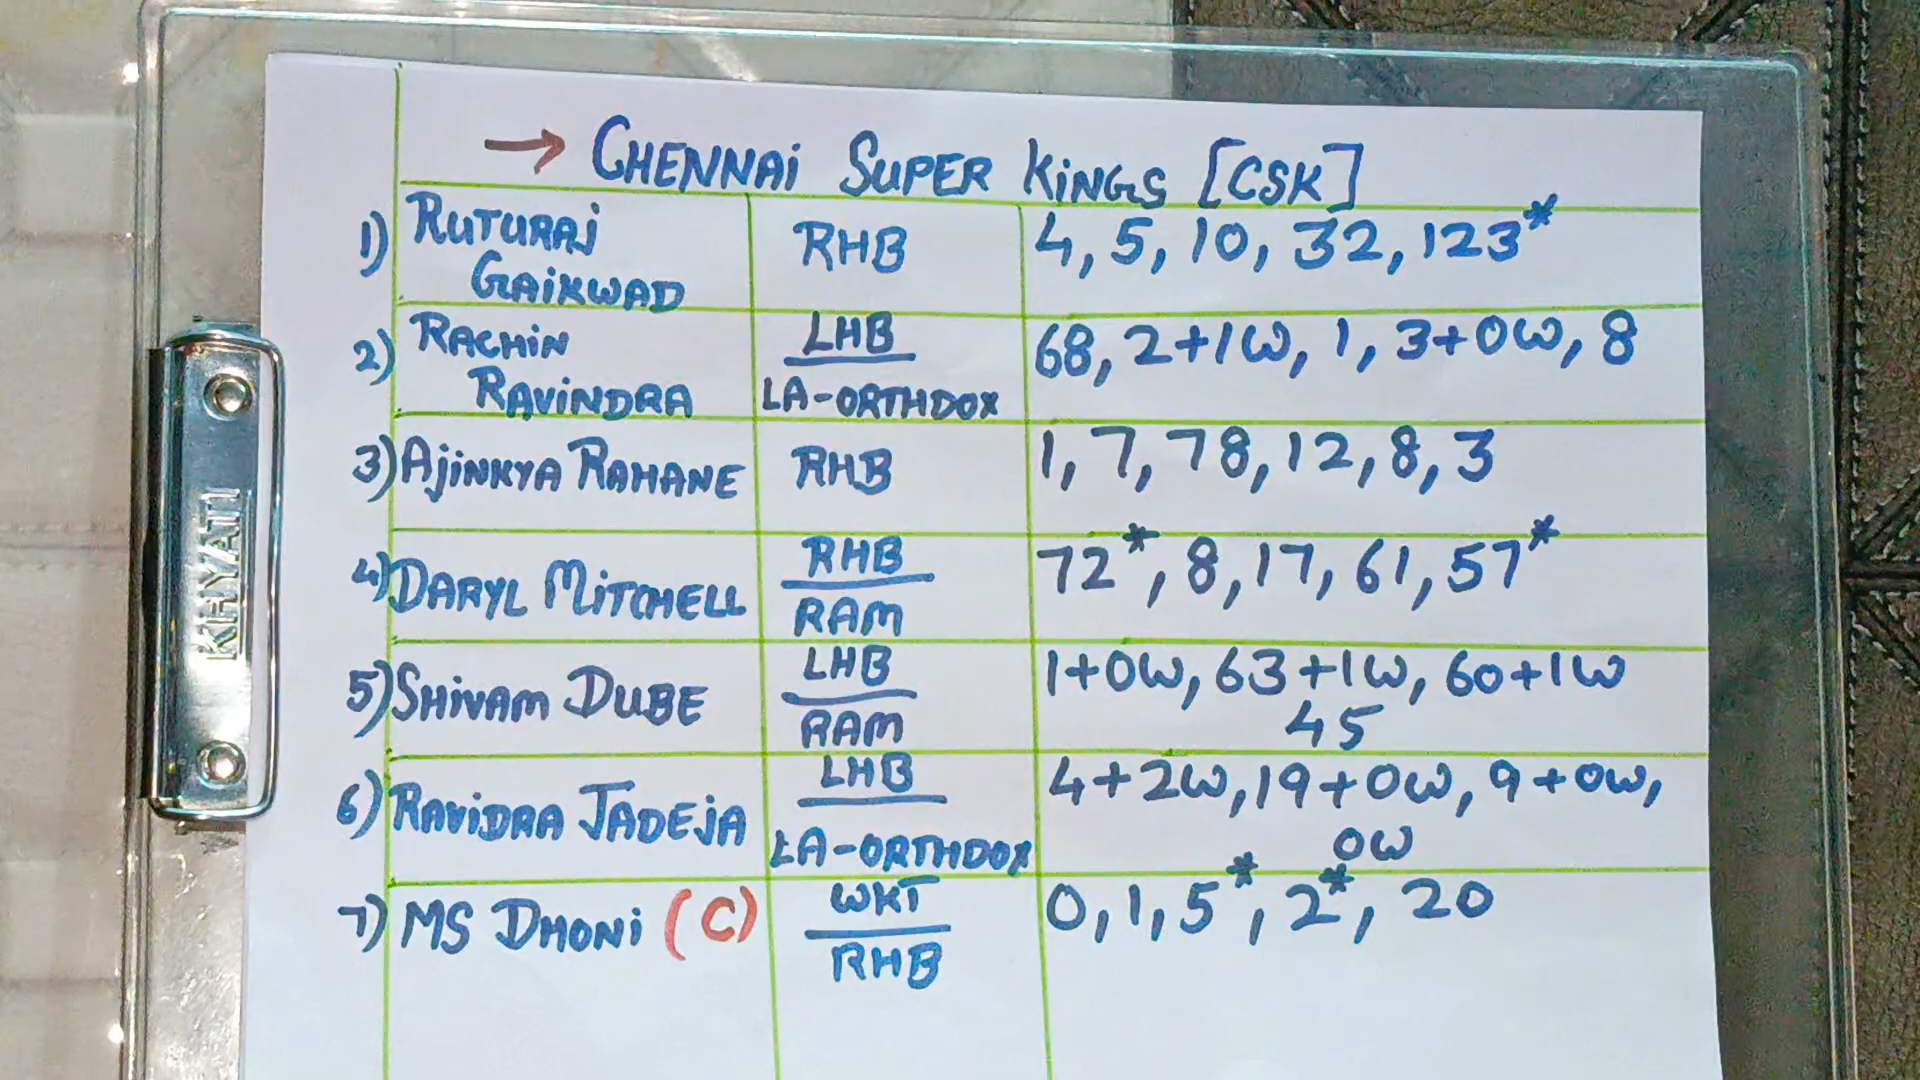 → CHENNAi SUPER KiNGS [CSK]
1) RUTURAJ GAiKWAD RHB 4, 5, 10, 32, 123*
2) RACHiN RAViNDRA LHB LA-ORTHDOX 68, 2+1W, 1, 3+0W, 8
3) AJiNKYA RAHANE RHB 1, 7, 78, 12, 8, 3
4) DARYL MiTCHELL RHB RAM 72*, 8, 17, 61, 57*
5) SHiVAM DUBE LHB RAM 1+0W, 63+1W, 60+1W 45
6) RAViDRA JADEJA LHB LA-ORTHDOX 4+2W, 19+0W, 9+0W, 0W
7) MS DHONi (C) WKT RHB 0, 1, 5*, 2*, 20
KHYATI